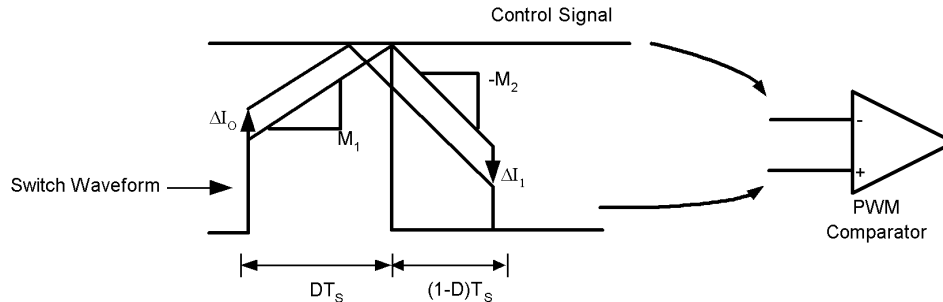 Control Signal
-M₂
ΔI₀
M₁
-
Switch Waveform
ΔI₁
+
PWM
Comparator
DTₛ
(1-D)Tₛ